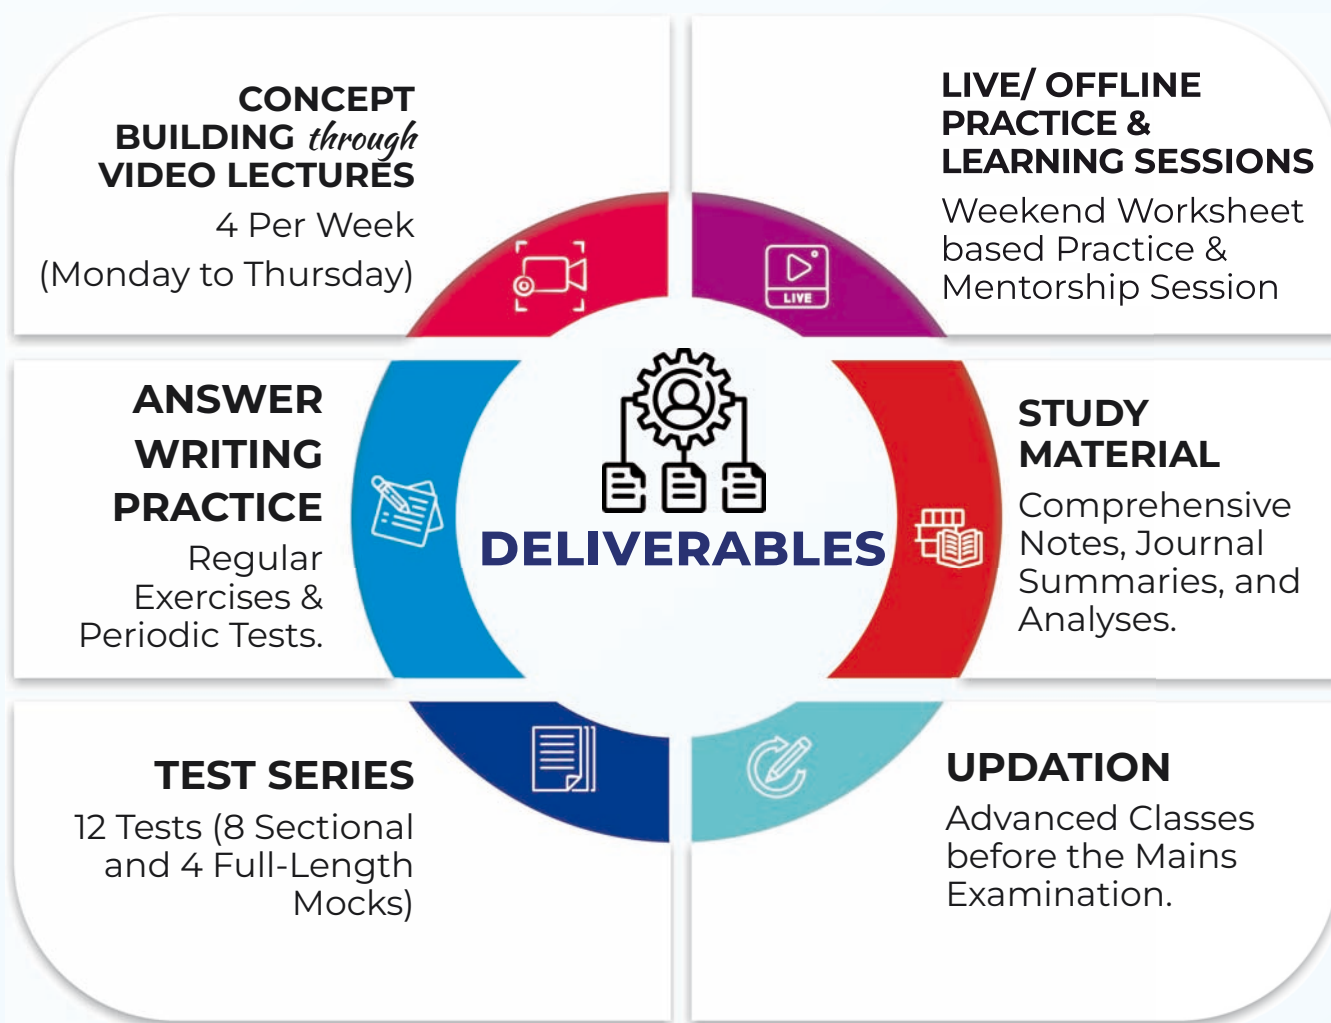 CONCEPT
BUILDING through
VIDEO LECTURES
4 Per Week
(Monday to Thursday)
LIVE/ OFFLINE
PRACTICE &
LEARNING SESSIONS
Weekend Worksheet
based Practice &
Mentorship Session
LIVE
ANSWER
WRITING
PRACTICE
Regular
Exercises &
Periodic Tests.
DELIVERABLES
STUDY
MATERIAL
Comprehensive
Notes, Journal
Summaries, and
Analyses.
TEST SERIES
12 Tests (8 Sectional
and 4 Full-Length
Mocks)
UPDATION
Advanced Classes
before the Mains
Examination.